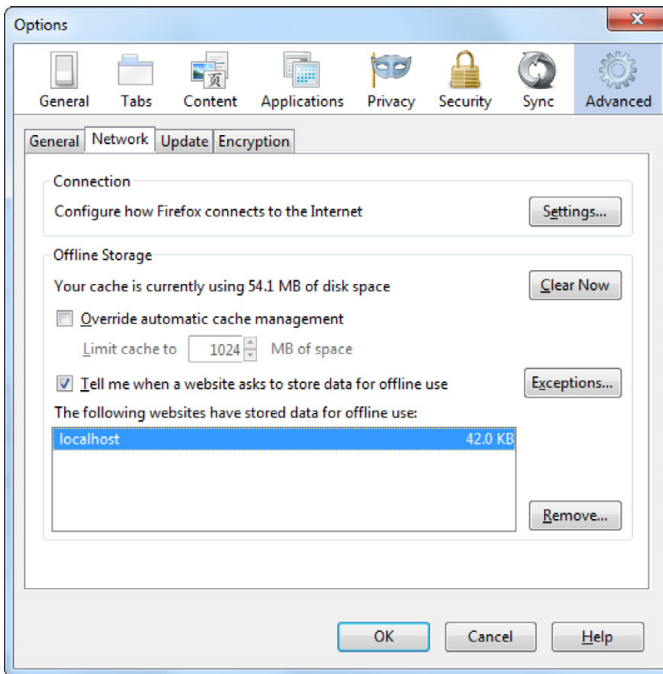 Options
General Tabs Content Applications Privacy Security Sync Advanced
General Network Update Encryption
Connection
Configure how Firefox connects to the Internet Settings...
Offline Storage
Your cache is currently using 54.1 MB of disk space Clear Now
Override automatic cache management
Limit cache to 1024 MB of space
Tell me when a website asks to store data for offline use Exceptions...
The following websites have stored data for offline use:
localhost 42.0 KB
Remove...
OK Cancel Help
页